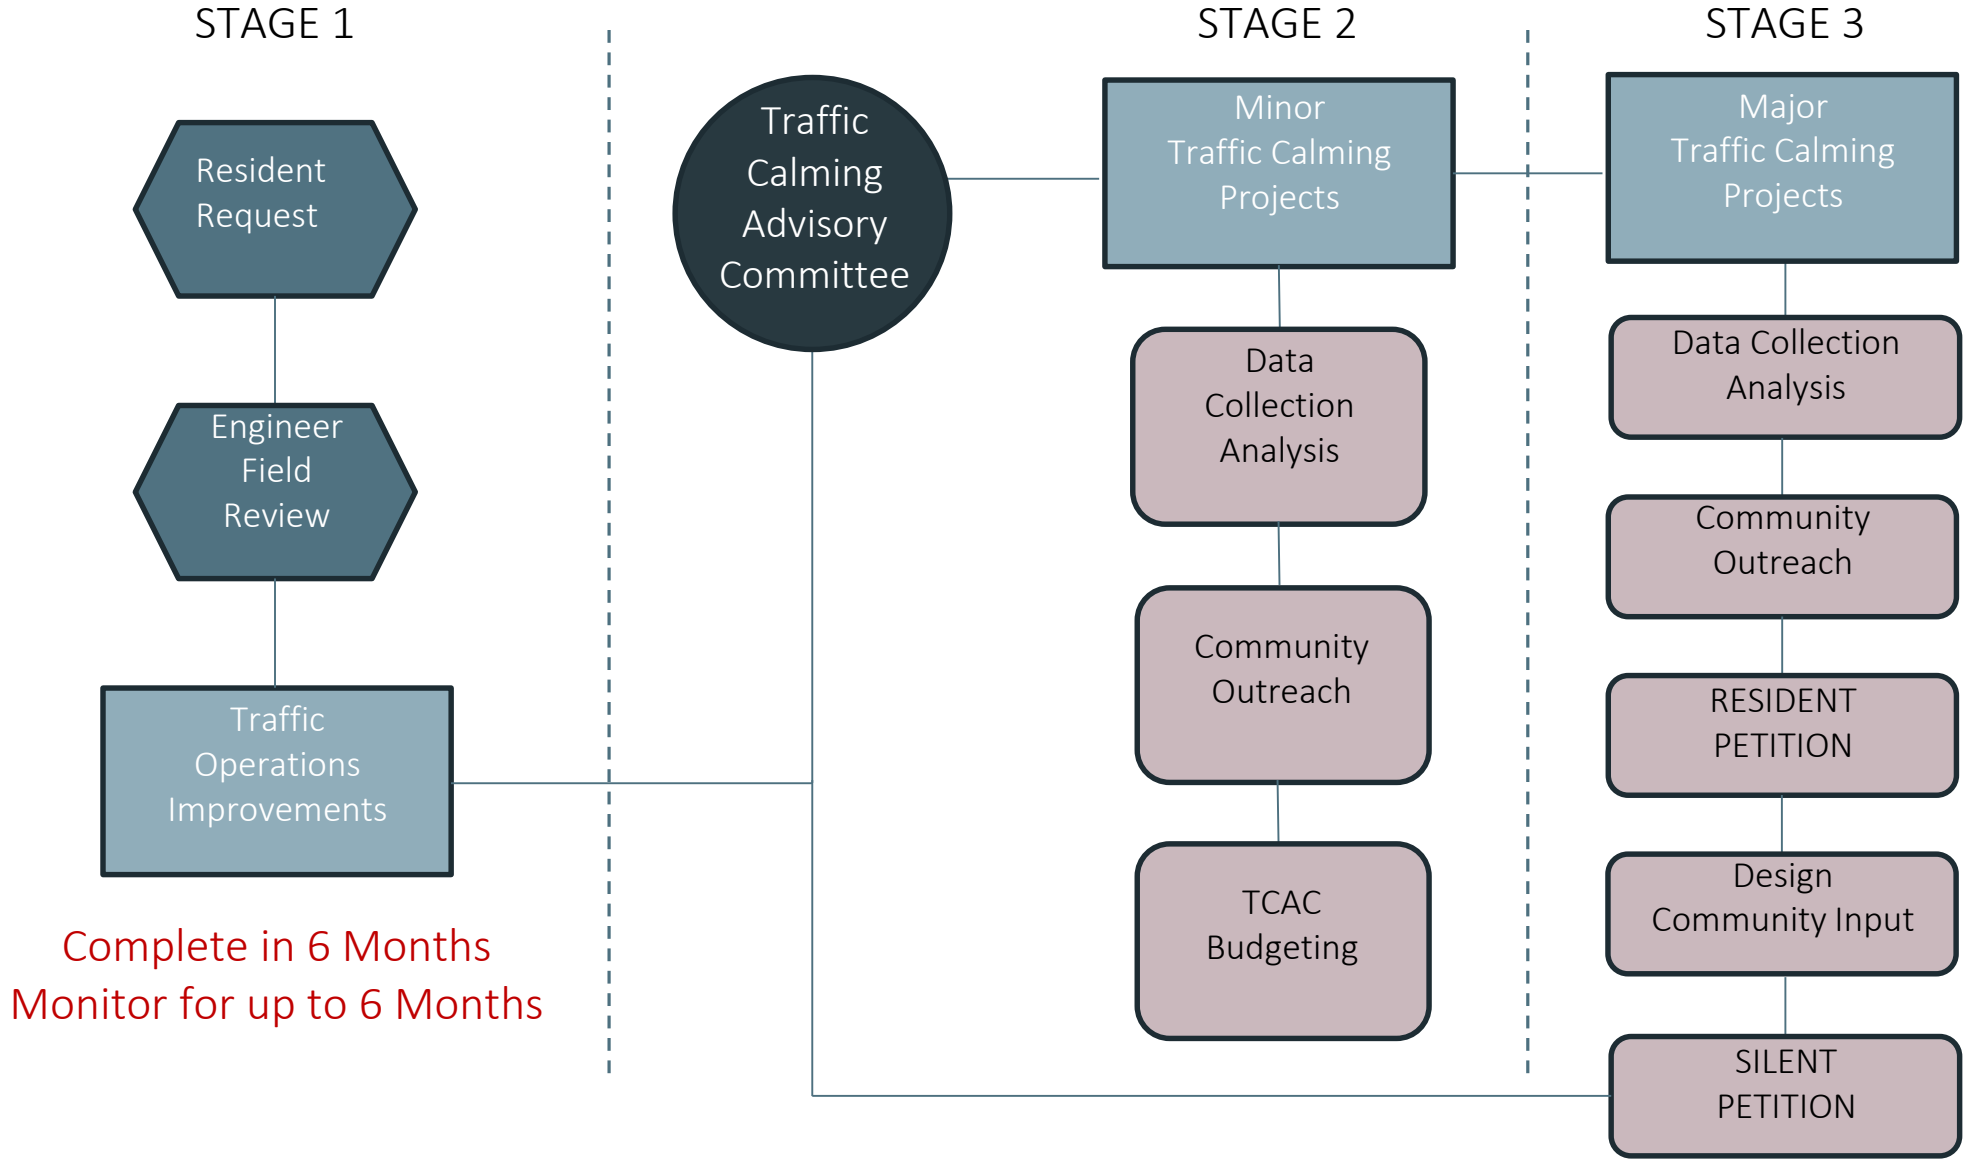 STAGE 1
Resident
Request
Engineer
Field
Review
Traffic
Operations
Improvements
Complete in 6 Months
Monitor for up to 6 Months
Traffic
Calming
Advisory
Committee
STAGE 2
Minor
Traffic Calming
Projects
Data
Collection
Analysis
Community
Outreach
TCAC
Budgeting
STAGE 3
Major
Traffic Calming
Projects
Data Collection
Analysis
Community
Outreach
RESIDENT
PETITION
Design
Community Input
SILENT
PETITION